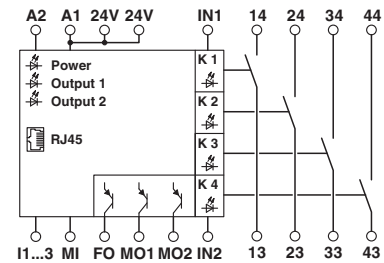 A2 A1 24V 24V IN1 14 24 34 44
Power K 1
Output 1
Output 2 K 2
RJ45 K 3
K 4
I1...3 MI FO MO1 MO2 IN2 13 23 33 43